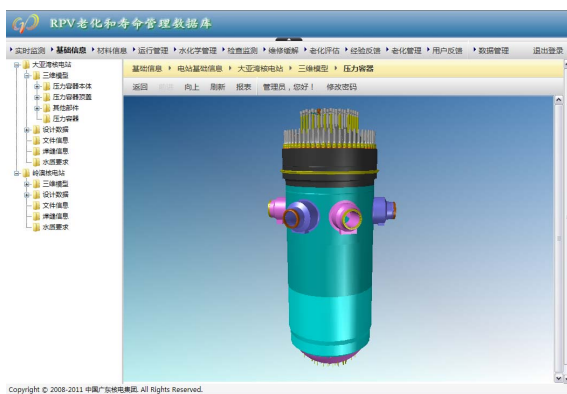 RPV老化和寿命管理数据库
实时监测 基础信息 材料信息 运行管理 水化学管理 检查监测 维修缓解 老化评估 经验反馈 老化管理 用户反馈 数据管理 退出登录
基础信息 电站基础信息 大亚湾核电站 三维模型 压力容器
返回 向上 刷新 报表 管理员，您好！ 修改密码
大亚湾核电站
三维模型
压力容器本体
压力容器顶盖
其他部件
压力容器
设计数据
文件信息
焊缝信息
水质要求
岭澳核电站
三维模型
设计数据
文件信息
焊缝信息
水质要求
Copyright © 2008-2011 中国广东核电集团. All Rights Reserved.